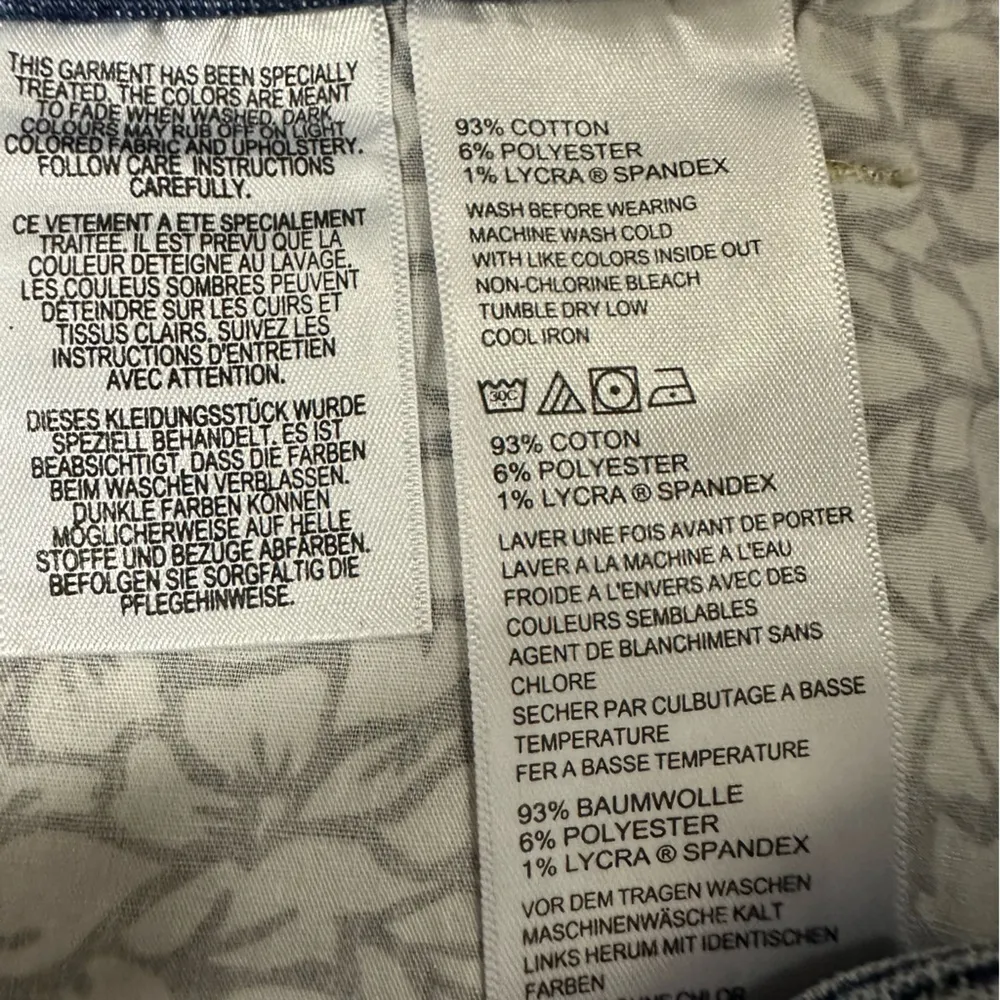 THIS GARMENT HAS BEEN SPECIALLY
TREATED. THE COLORS ARE MEANT
TO FADE WHEN WASHED. DARK
COLOURS MAY RUB OFF ON LIGHT
COLORED FABRIC AND UPHOLSTERY.
FOLLOW CARE INSTRUCTIONS
CAREFULLY.
CE VETEMENT A ETE SPECIALEMENT
TRAITEE. IL EST PREVU QUE LA
COULEUR DETEIGNE AU LAVAGE.
LES COULEUS SOMBRES PEUVENT
DÉTEINDRE SUR LES CUIRS ET
TISSUS CLAIRS. SUIVEZ LES
INSTRUCTIONS D'ENTRETIEN
AVEC ATTENTION.
DIESES KLEIDUNGSSTÜCK WURDE
SPEZIELL BEHANDELT. ES IST
BEABSICHTIGT, DASS DIE FARBEN
BEIM WASCHEN VERBLASSEN.
DUNKLE FARBEN KÖNNEN
MÖGLICHERWEISE AUF HELLE
STOFFE UND BEZÜGE ABFÄRBEN.
BEFOLGEN SIE SORGFÄLTIG DIE
PFLEGEHINWEISE.
93% COTTON
6% POLYESTER
1% LYCRA ® SPANDEX
WASH BEFORE WEARING
MACHINE WASH COLD
WITH LIKE COLORS INSIDE OUT
NON-CHLORINE BLEACH
TUMBLE DRY LOW
COOL IRON
30C
93% COTON
6% POLYESTER
1% LYCRA ® SPANDEX
LAVER UNE FOIS AVANT DE PORTER
LAVER A LA MACHINE A L'EAU
FROIDE A L'ENVERS AVEC DES
COULEURS SEMBLABLES
AGENT DE BLANCHIMENT SANS
CHLORE
SECHER PAR CULBUTAGE A BASSE
TEMPERATURE
FER A BASSE TEMPERATURE
93% BAUMWOLLE
6% POLYESTER
1% LYCRA ® SPANDEX
VOR DEM TRAGEN WASCHEN
MASCHINENWÄSCHE KALT
LINKS HERUM MIT IDENTISCHEN
FARBEN
CHLOR